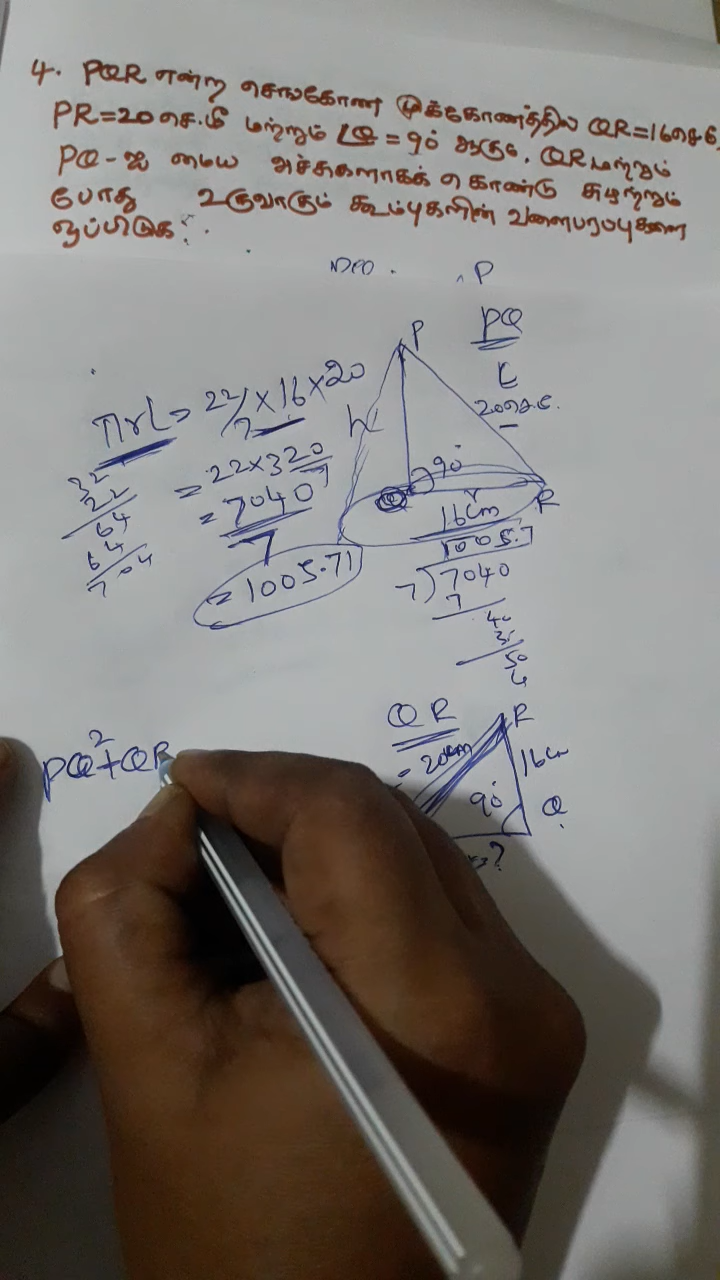 4. PQR என்ற செங்கோண முக்கோணத்தில் QR=16செ.மீ,
PR=20செ.மீ மற்றும் ∠Q=90° ஆகும். QR மற்றும்
PQ-ஐ மைய அச்சுகளாகக் கொண்டு சுழற்றும்
போது உருவாகும் கூம்புகளின் வளைபரப்புகளை
ஒப்பிடுக.
P
PQ
P
πrl = 22/7×16×20
l
20செ.மீ.
h
= 22×320
7
90°
32
22
64
64
704
= 7040
7
Q
r
16cm
R
= 1005.71
1005.7
7)7040
7
40
35
50
QR
R
= 20cm
16cm
PQ²+QR
90°
Q
r=?